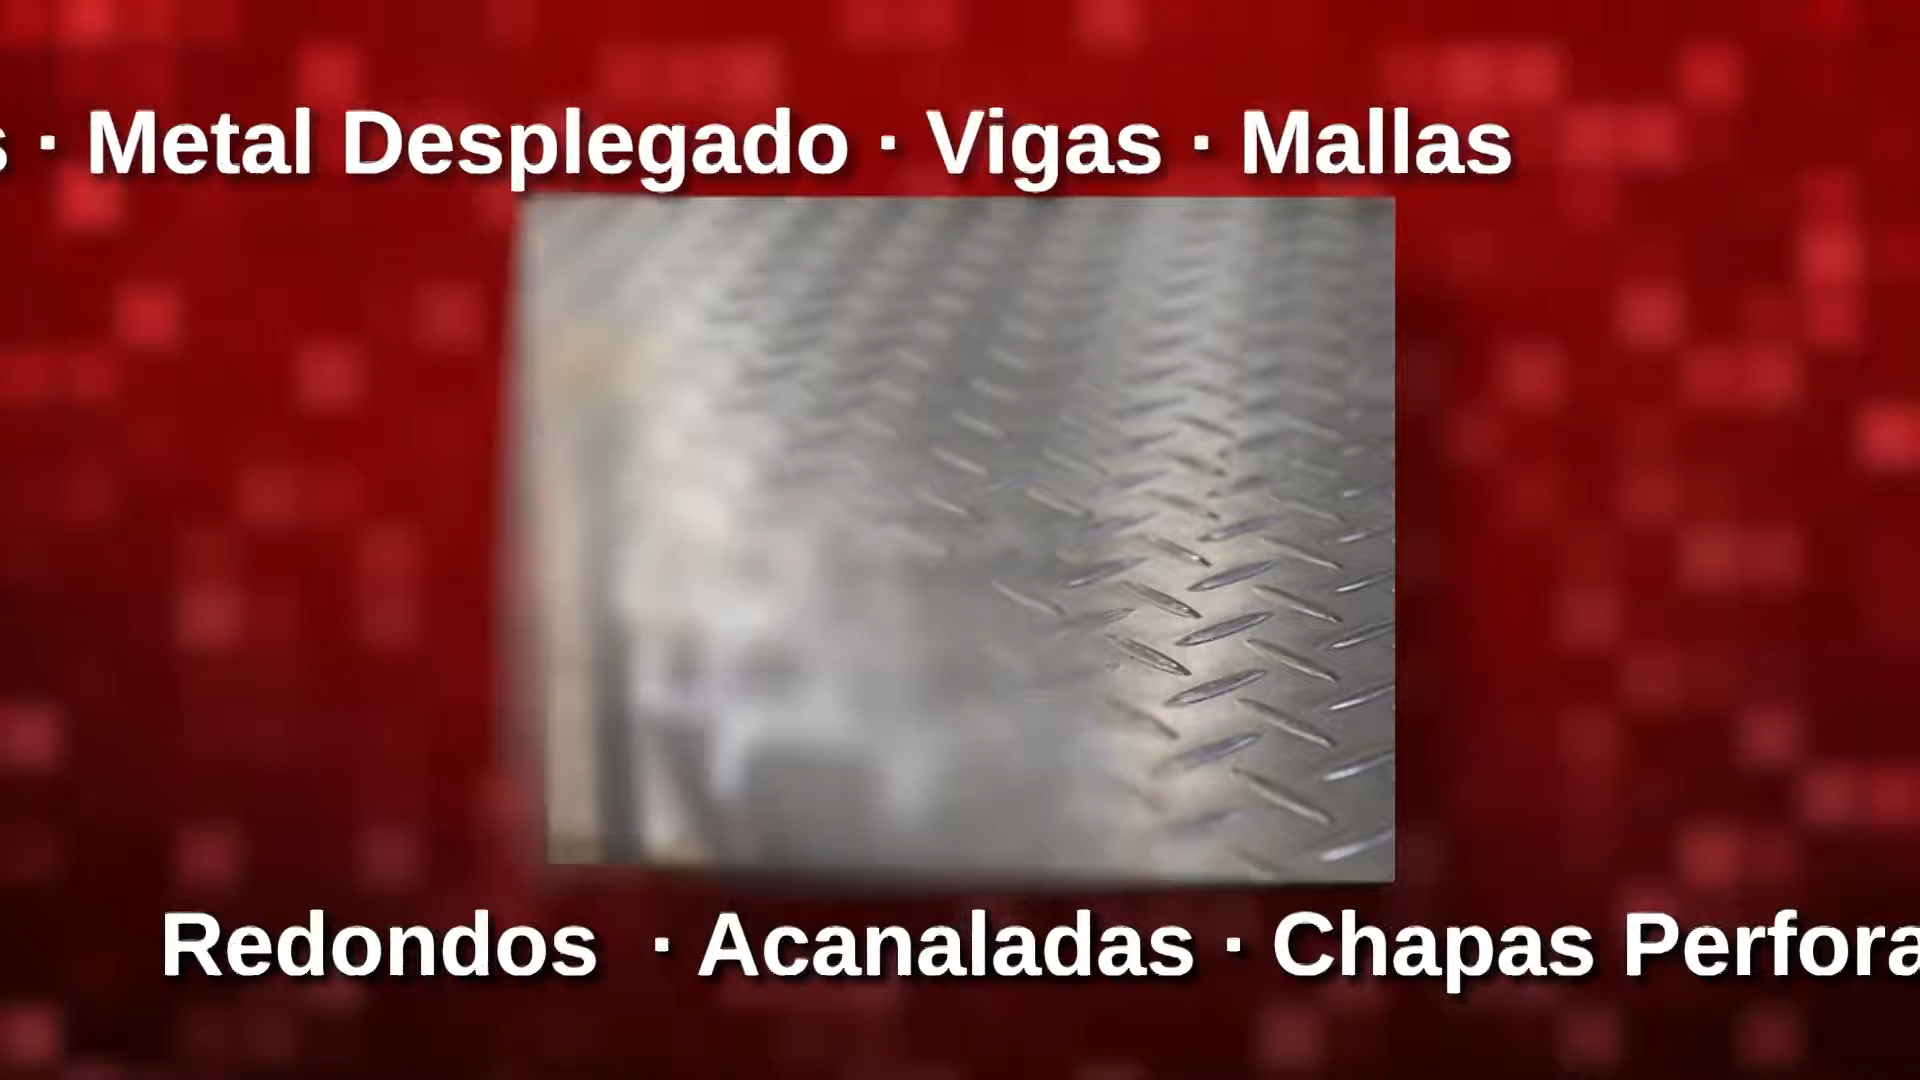 · Metal Desplegado · Vigas · Mallas
Redondos · Acanaladas · Chapas